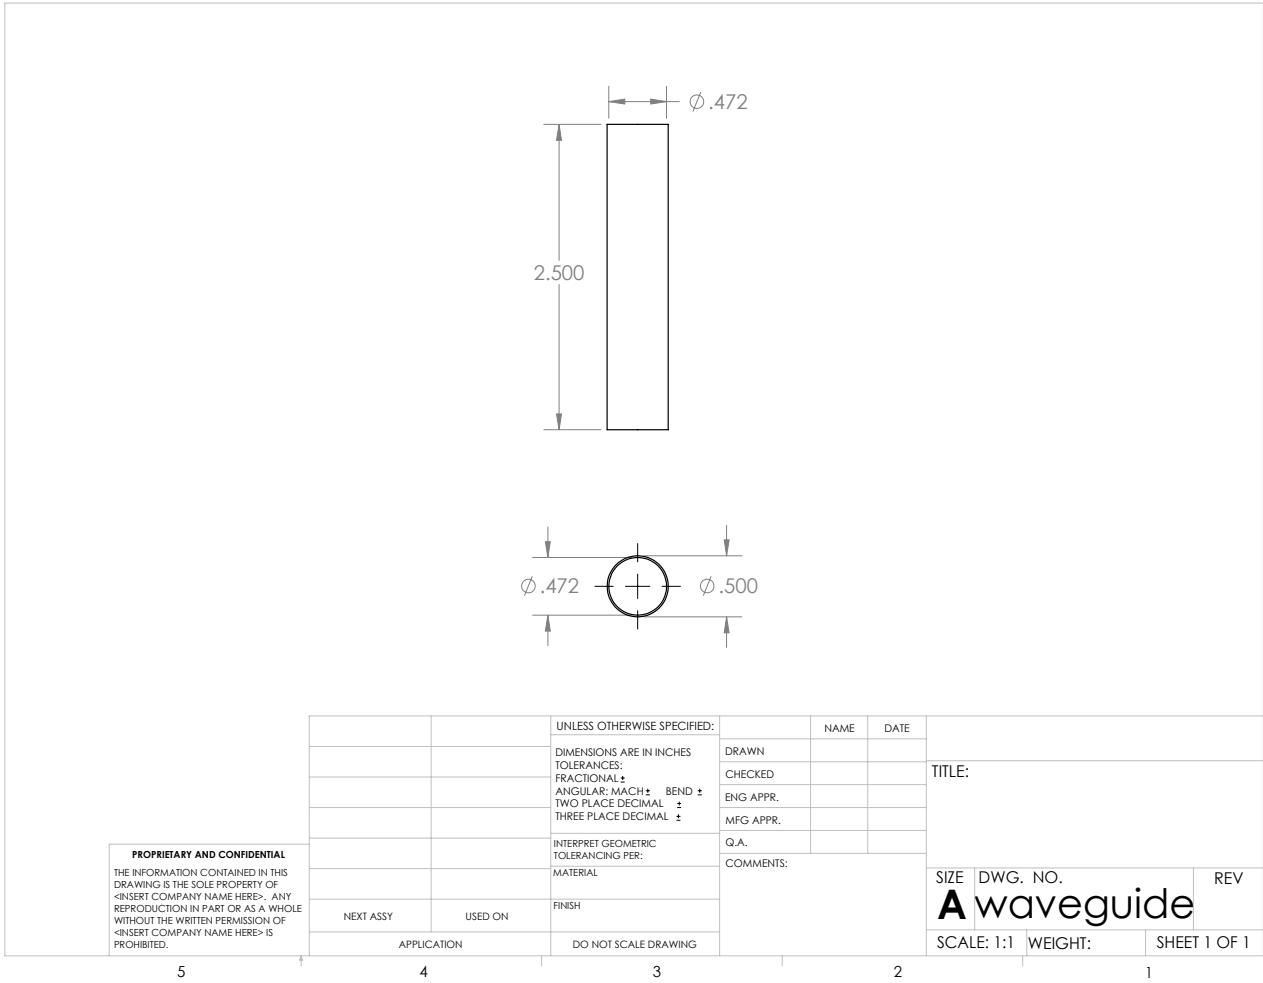 ∅.472
2.500
∅.472
∅.500
UNLESS OTHERWISE SPECIFIED:
DIMENSIONS ARE IN INCHES
TOLERANCES:
FRACTIONAL ±
ANGULAR: MACH ± BEND ±
TWO PLACE DECIMAL ±
THREE PLACE DECIMAL ±
INTERPRET GEOMETRIC
TOLERANCING PER:
MATERIAL
FINISH
DO NOT SCALE DRAWING
NAME DATE
DRAWN
CHECKED
ENG APPR.
MFG APPR.
Q.A.
COMMENTS:
TITLE:
SIZE DWG. NO. REV
A waveguide
SCALE: 1:1 WEIGHT: SHEET 1 OF 1
PROPRIETARY AND CONFIDENTIAL
THE INFORMATION CONTAINED IN THIS
DRAWING IS THE SOLE PROPERTY OF
<INSERT COMPANY NAME HERE>. ANY
REPRODUCTION IN PART OR AS A WHOLE
WITHOUT THE WRITTEN PERMISSION OF
<INSERT COMPANY NAME HERE> IS
PROHIBITED.
NEXT ASSY USED ON
APPLICATION
5 4 3 2 1